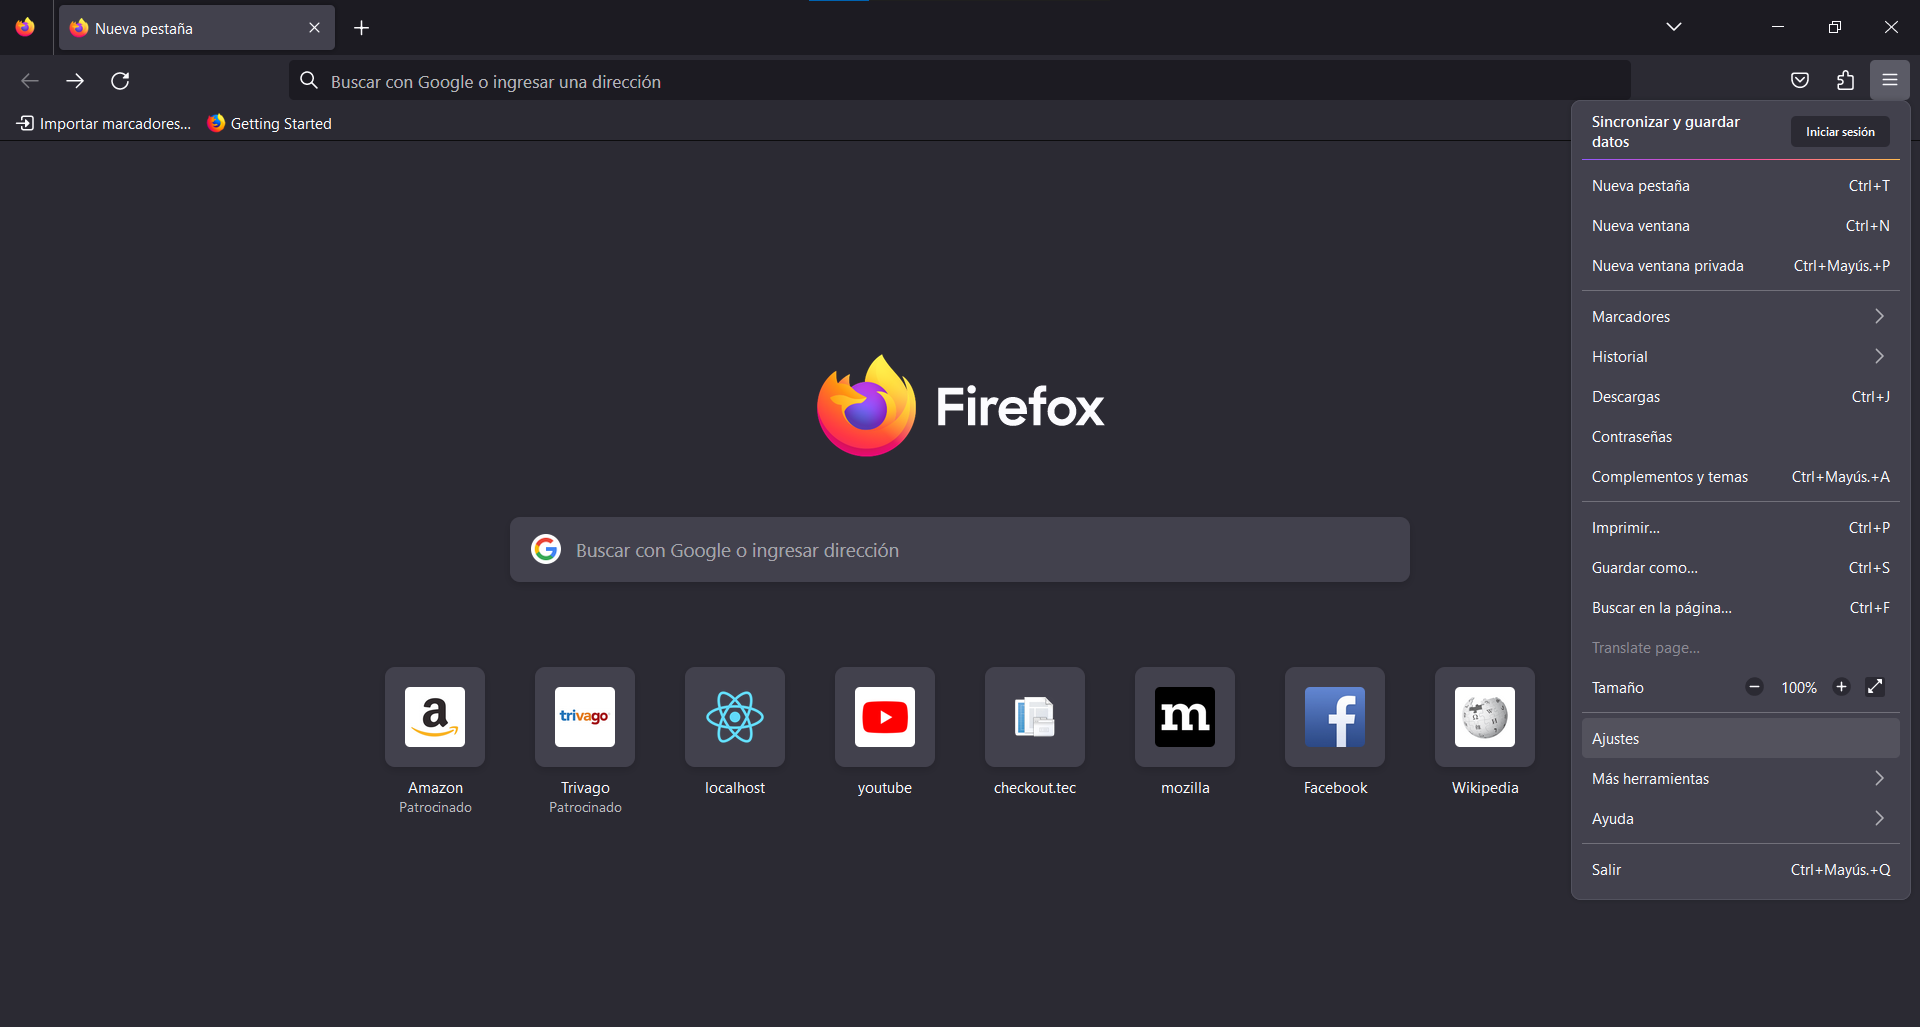 Nueva pestaña
Buscar con Google o ingresar una dirección
Importar marcadores...
Getting Started
Sincronizar y guardar
datos
Iniciar sesión
Nueva pestaña Ctrl+T
Nueva ventana Ctrl+N
Nueva ventana privada Ctrl+Mayús.+P
Marcadores
Historial
Descargas Ctrl+J
Contraseñas
Complementos y temas Ctrl+Mayús.+A
Imprimir... Ctrl+P
Guardar como... Ctrl+S
Buscar en la página... Ctrl+F
Translate page...
Tamaño 100%
Ajustes
Más herramientas
Ayuda
Salir Ctrl+Mayús.+Q
Firefox
Buscar con Google o ingresar dirección
a
trivago
m
f
Amazon
Patrocinado
Trivago
Patrocinado
localhost
youtube
checkout.tec
mozilla
Facebook
Wikipedia